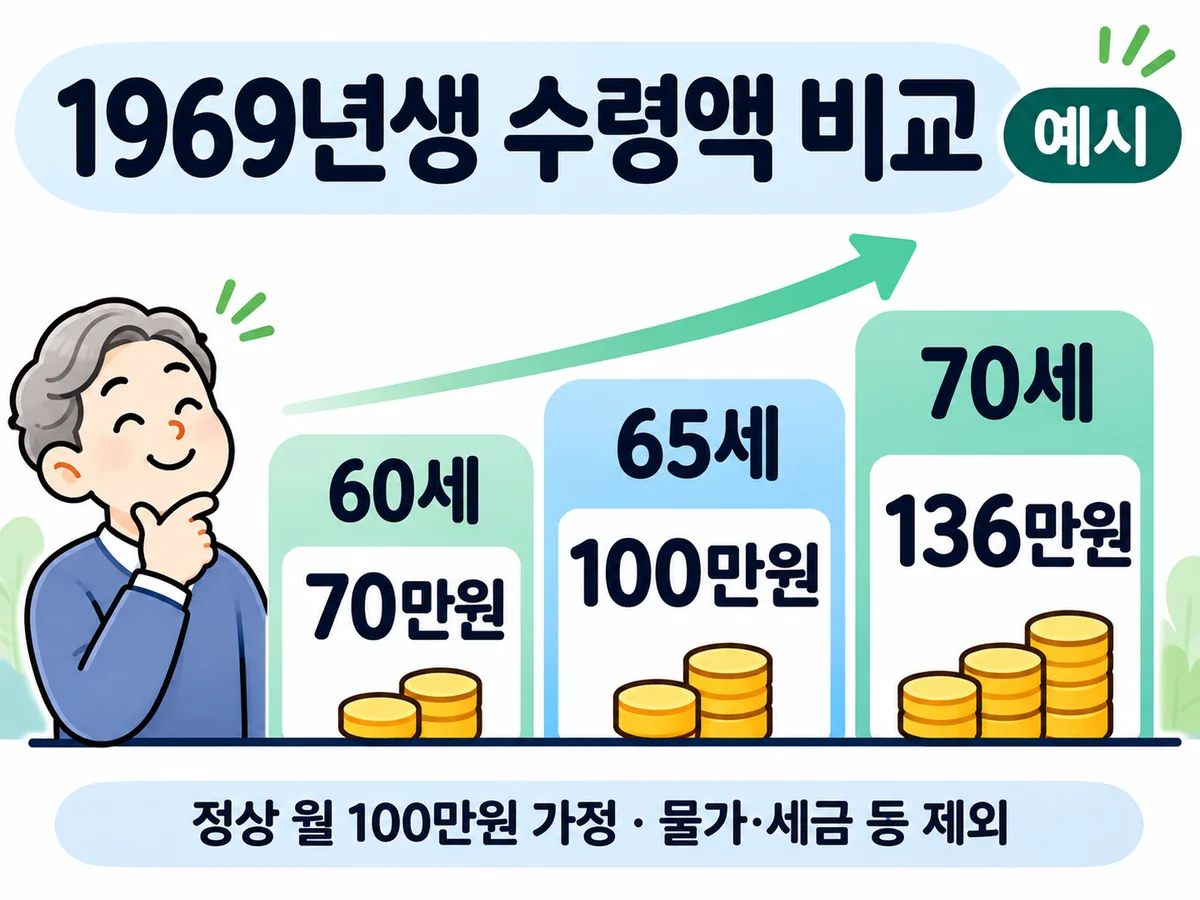 1969년생 수령액 비교 예시
60세
70만원
65세
100만원
70세
136만원
정상 월 100만원 가정 · 물가·세금 등 제외